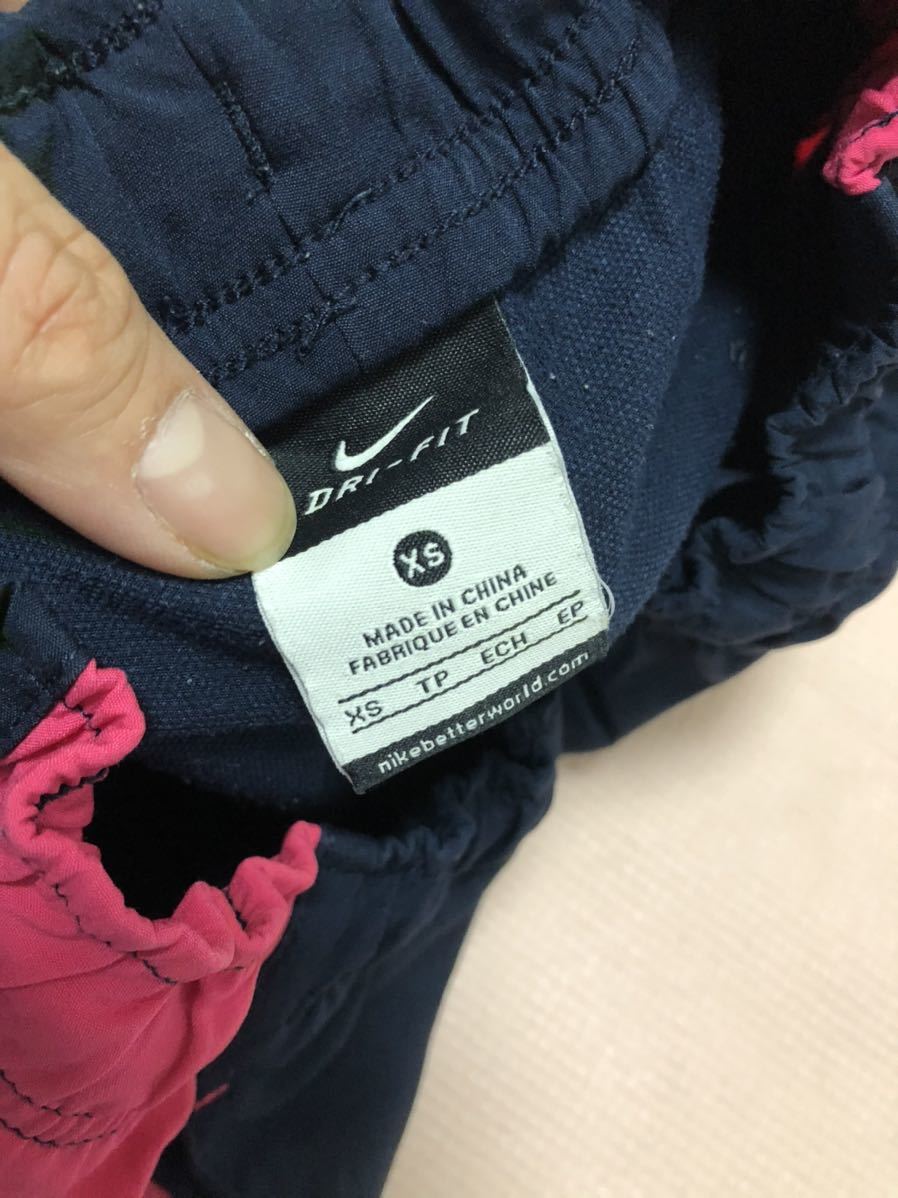 DRI-FIT
XS
MADE IN CHINA
FABRIQUE EN CHINE
XS TP ECH EP
nikebetterworld.com